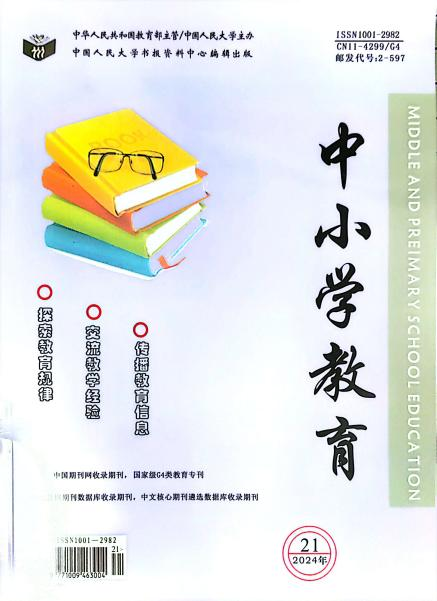 中华人民共和国教育部主管/中国人民大学主办
中国人民大学书报资料中心编辑出版
ISSN1001-2982
CN11-4299/G4
邮发代号:2-597
MIDDLE AND PREIMARY SCHOOL EDUCATION
中小学教育
BOOK
探索教育规律
交流教学经验
传播教育信息
中国期刊网收录期刊，国家级G4类教育专刊
期刊数据库收录期刊，中文核心期刊遴选数据库收录期刊
ISSN1001-2982
21>
771009463004
21
2024年